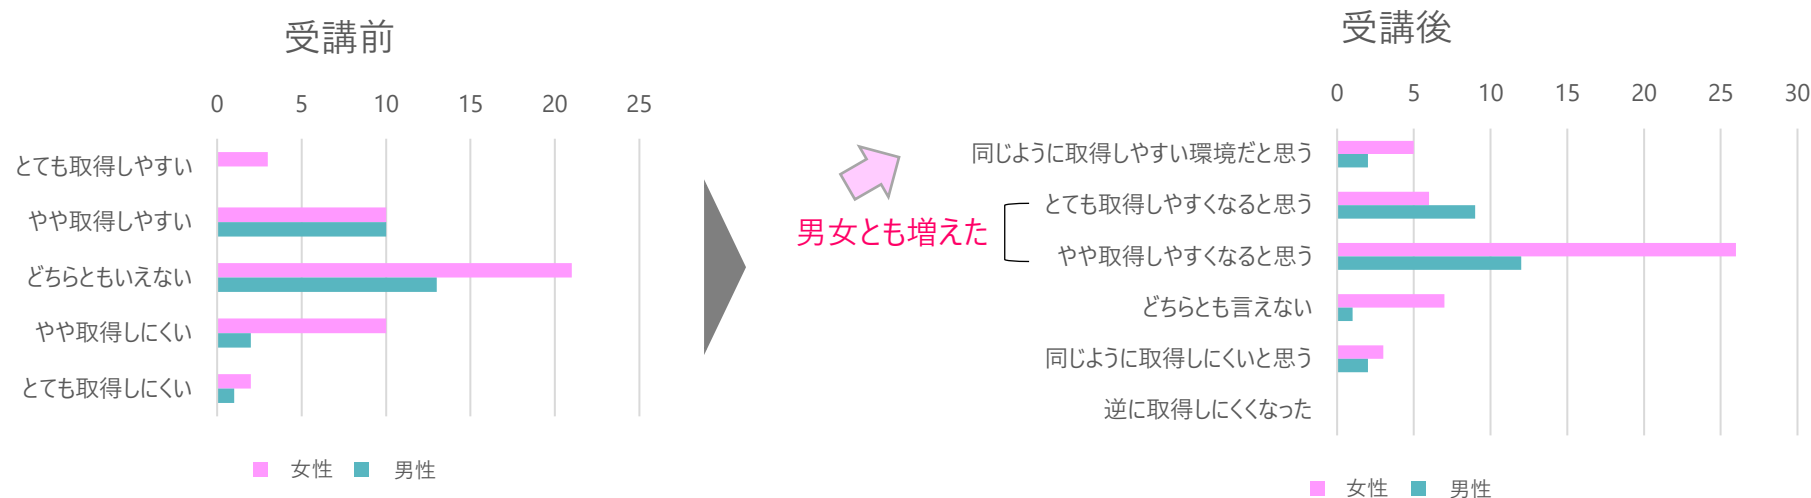 受講前
0 5 10 15 20 25
とても取得しやすい
やや取得しやすい
どちらともいえない
やや取得しにくい
とても取得しにくい
女性 男性
男女とも増えた
受講後
0 5 10 15 20 25 30
同じように取得しやすい環境だと思う
とても取得しやすくなると思う
やや取得しやすくなると思う
どちらとも言えない
同じように取得しにくいと思う
逆に取得しにくくなった
女性 男性